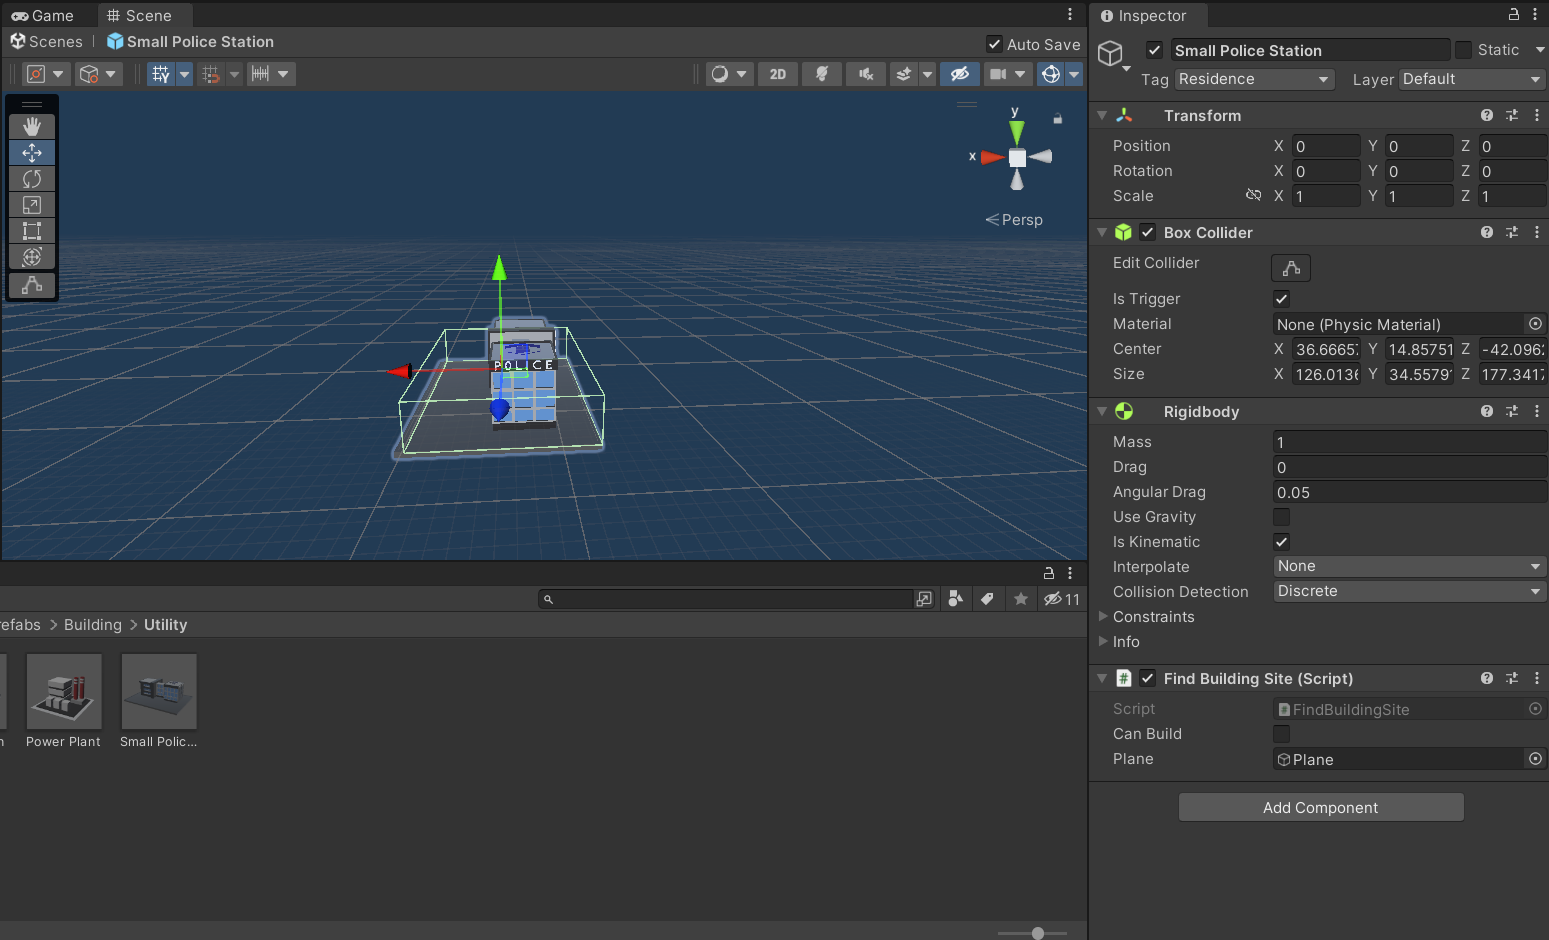 Game Scene
Scenes | Small Police Station
Auto Save
2D
y
x
Persp
POLICE
11
efabs > Building > Utility
n
Power Plant
Small Polic...
Inspector
Small Police Station
Static
Tag Residence Layer Default
Transform
Position X 0 Y 0 Z 0
Rotation X 0 Y 0 Z 0
Scale X 1 Y 1 Z 1
Box Collider
Edit Collider
Is Trigger
Material None (Physic Material)
Center X 36.6665 Y 14.85751 Z -42.096
Size X 126.0136 Y 34.5579 Z 177.3417
Rigidbody
Mass 1
Drag 0
Angular Drag 0.05
Use Gravity
Is Kinematic
Interpolate None
Collision Detection Discrete
Constraints
Info
# Find Building Site (Script)
Script FindBuildingSite
Can Build
Plane Plane
Add Component